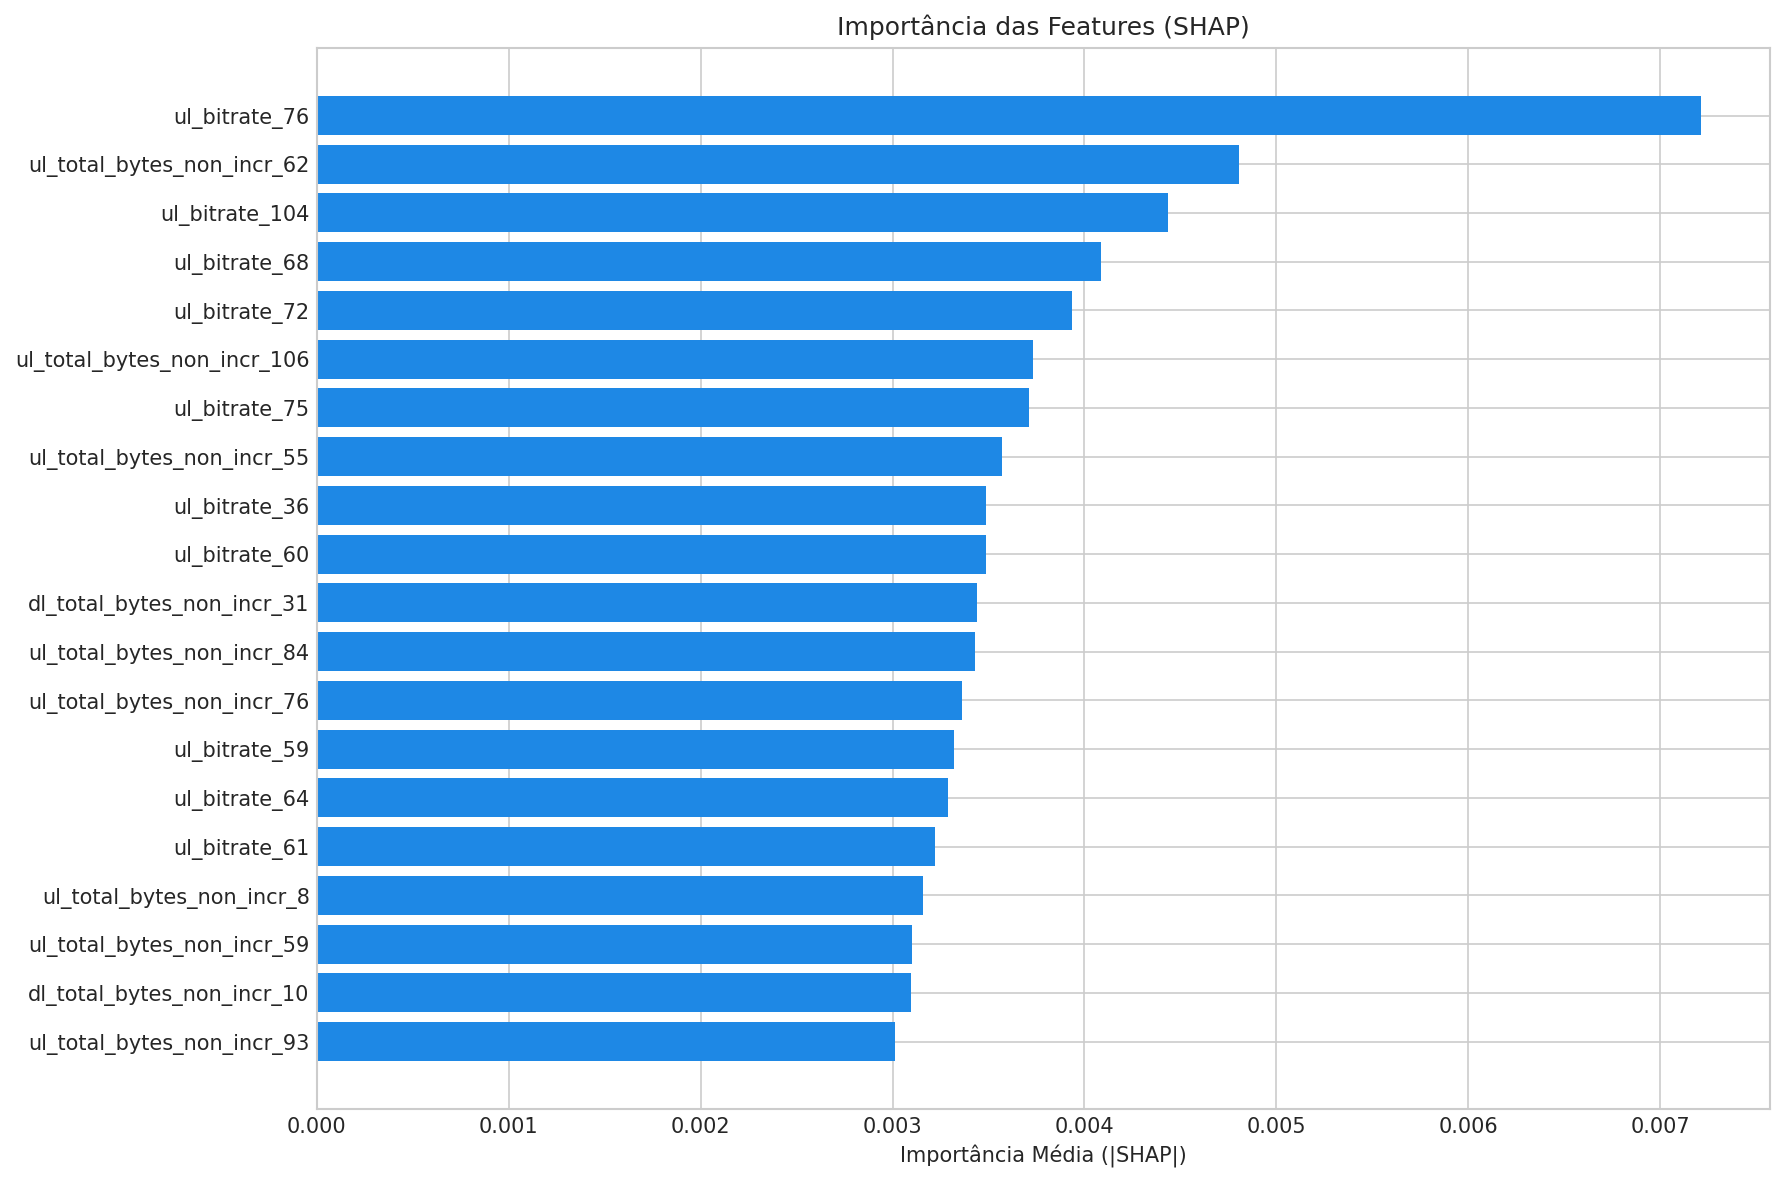 Importância das Features (SHAP)
ul_bitrate_76
ul_total_bytes_non_incr_62
ul_bitrate_104
ul_bitrate_68
ul_bitrate_72
ul_total_bytes_non_incr_106
ul_bitrate_75
ul_total_bytes_non_incr_55
ul_bitrate_36
ul_bitrate_60
dl_total_bytes_non_incr_31
ul_total_bytes_non_incr_84
ul_total_bytes_non_incr_76
ul_bitrate_59
ul_bitrate_64
ul_bitrate_61
ul_total_bytes_non_incr_8
ul_total_bytes_non_incr_59
dl_total_bytes_non_incr_10
ul_total_bytes_non_incr_93
0.000 0.001 0.002 0.003 0.004 0.005 0.006 0.007
Importância Média (|SHAP|)